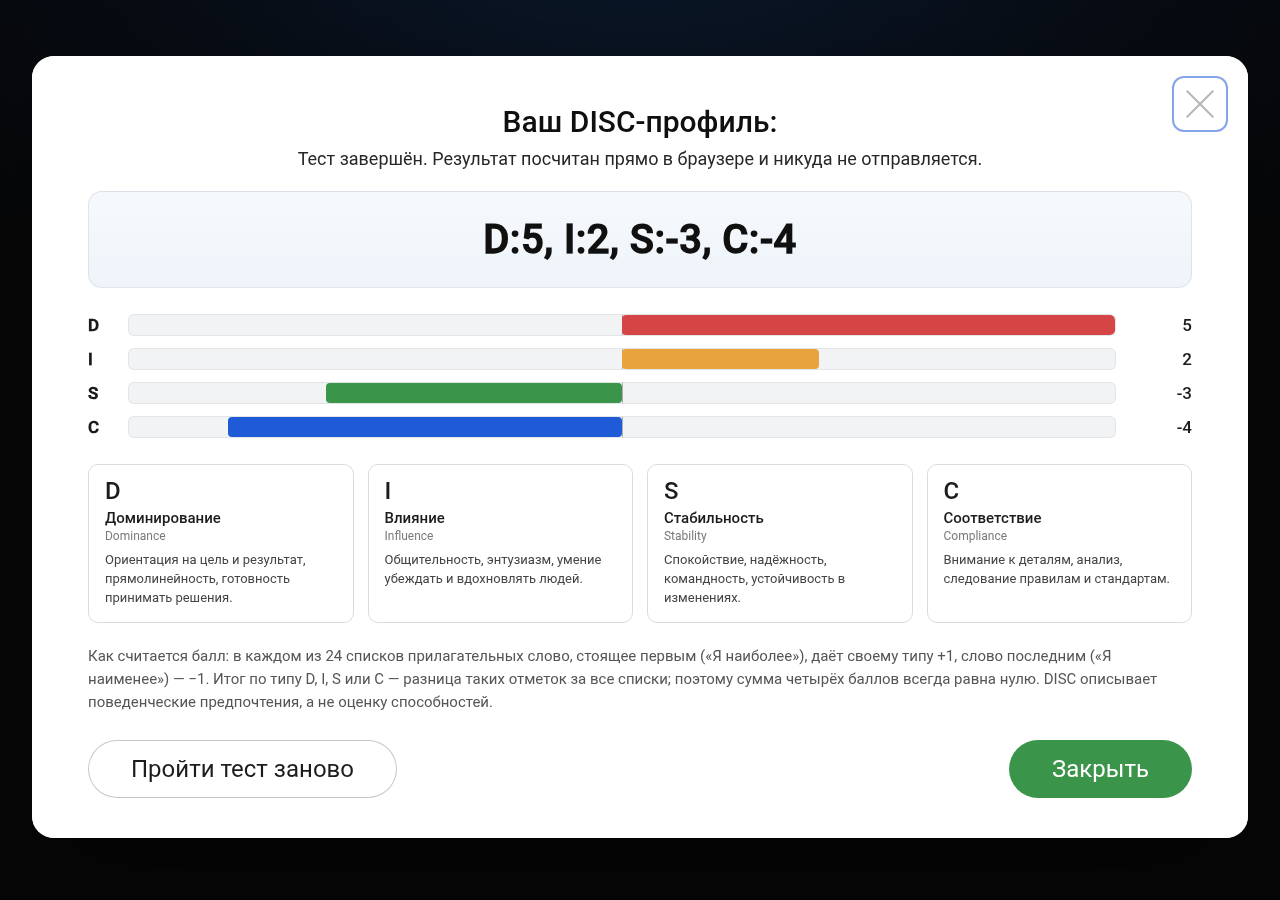 Ваш DISC-профиль:
Тест завершён. Результат посчитан прямо в браузере и никуда не отправляется.
D:5, I:2, S:-3, C:-4
D 5
I 2
S -3
C -4
D
Доминирование
Dominance
Ориентация на цель и результат,
прямолинейность, готовность
принимать решения.
I
Влияние
Influence
Общительность, энтузиазм, умение
убеждать и вдохновлять людей.
S
Стабильность
Stability
Спокойствие, надёжность,
командность, устойчивость в
изменениях.
C
Соответствие
Compliance
Внимание к деталям, анализ,
следование правилам и стандартам.
Как считается балл: в каждом из 24 списков прилагательных слово, стоящее первым («Я наиболее»), даёт своему типу +1, слово последним («Я
наименее») — −1. Итог по типу D, I, S или C — разница таких отметок за все списки; поэтому сумма четырёх баллов всегда равна нулю. DISC описывает
поведенческие предпочтения, а не оценку способностей.
Пройти тест заново
Закрыть